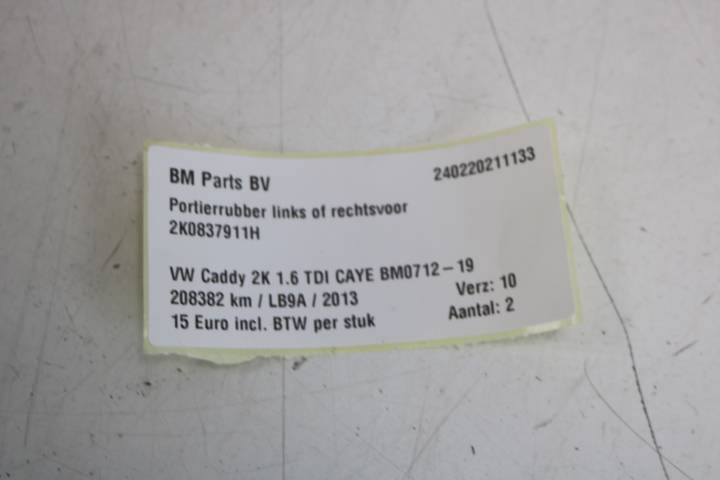 BM Parts BV 240220211133
Portierrubber links of rechtsvoor
2K0837911H
VW Caddy 2K 1.6 TDI CAYE BM0712-19
208382 km / LB9A / 2013 Verz: 10
15 Euro incl. BTW per stuk Aantal: 2